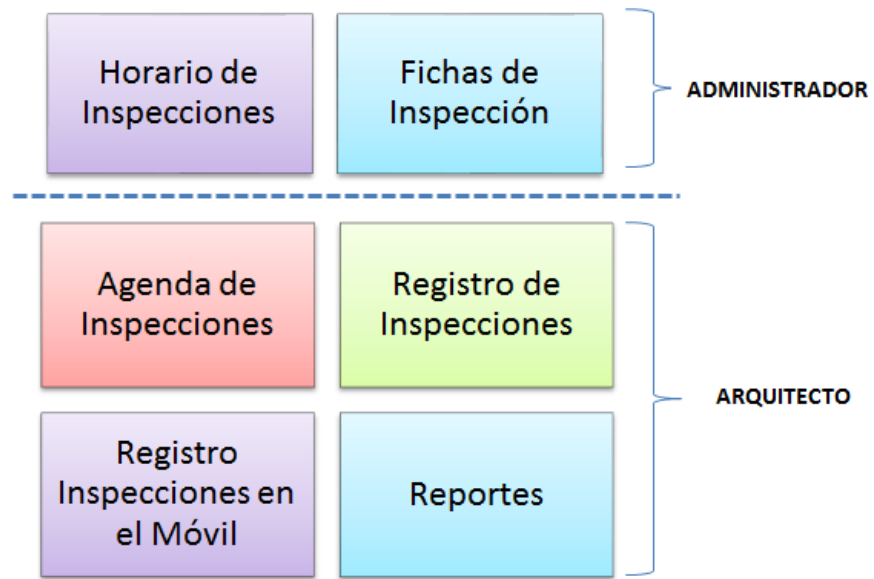 Horario de
Inspecciones
Fichas de
Inspección
ADMINISTRADOR
Agenda de
Inspecciones
Registro de
Inspecciones
ARQUITECTO
Registro
Inspecciones en
el Móvil
Reportes